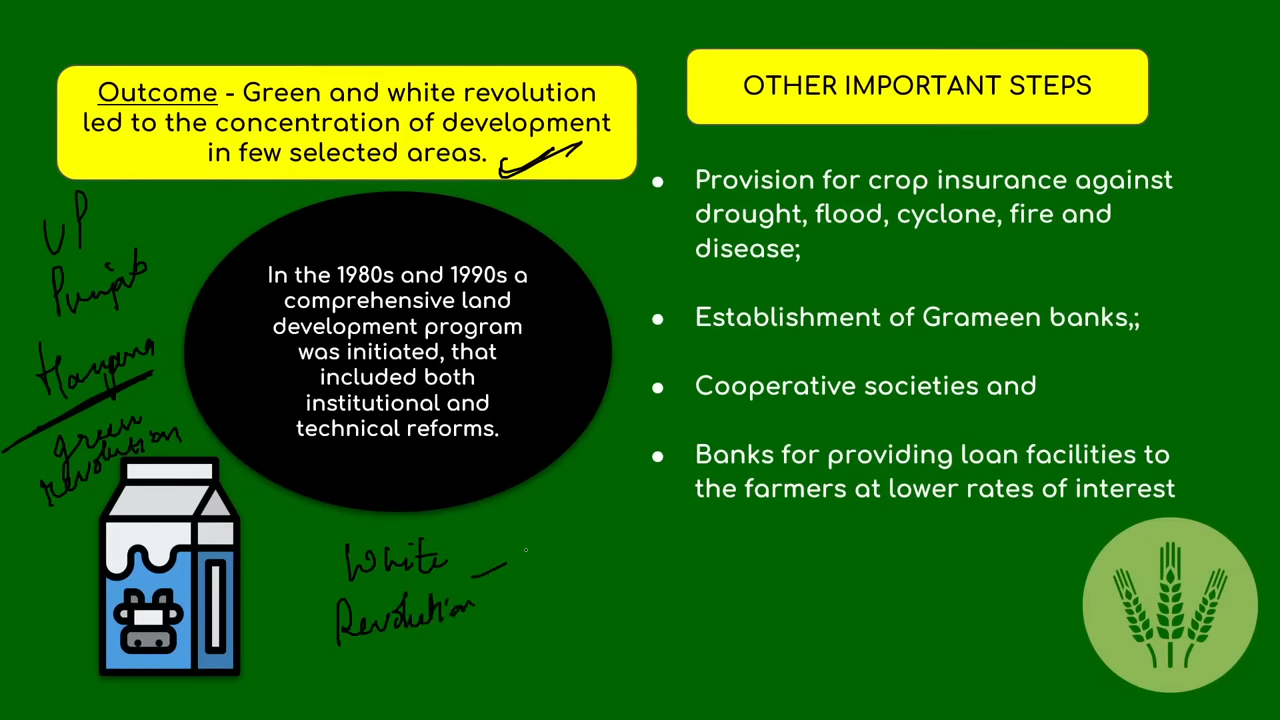 Outcome - Green and white revolution
led to the concentration of development
in few selected areas.
UP
Punjab
Haryana
green
revolution
In the 1980s and 1990s a
comprehensive land
development program
was initiated, that
included both
institutional and
technical reforms.
White
Revolution
OTHER IMPORTANT STEPS
● Provision for crop insurance against
drought, flood, cyclone, fire and
disease;
● Establishment of Grameen banks,;
● Cooperative societies and
● Banks for providing loan facilities to
the farmers at lower rates of interest